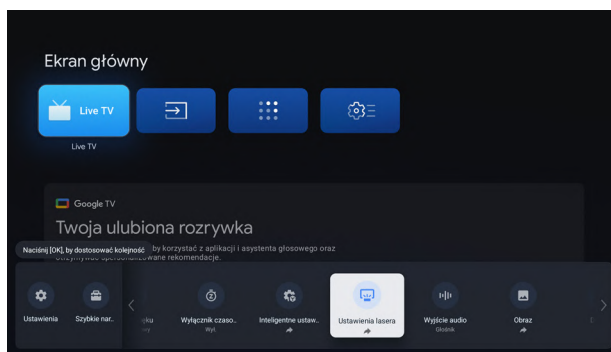 Ekran główny
Live TV
Live TV
Google TV
Twoja ulubiona rozrywka
Naciśnij [OK], by dostosować kolejność
by korzystać z aplikacji i asystenta głosowego oraz
rekomendacje.
Ustawienia
Szybkie nar..
Wyłącznik czaso..
Wył.
Inteligentne ustaw..
Ustawienia lasera
Wyjście audio
Głośnik
Obraz